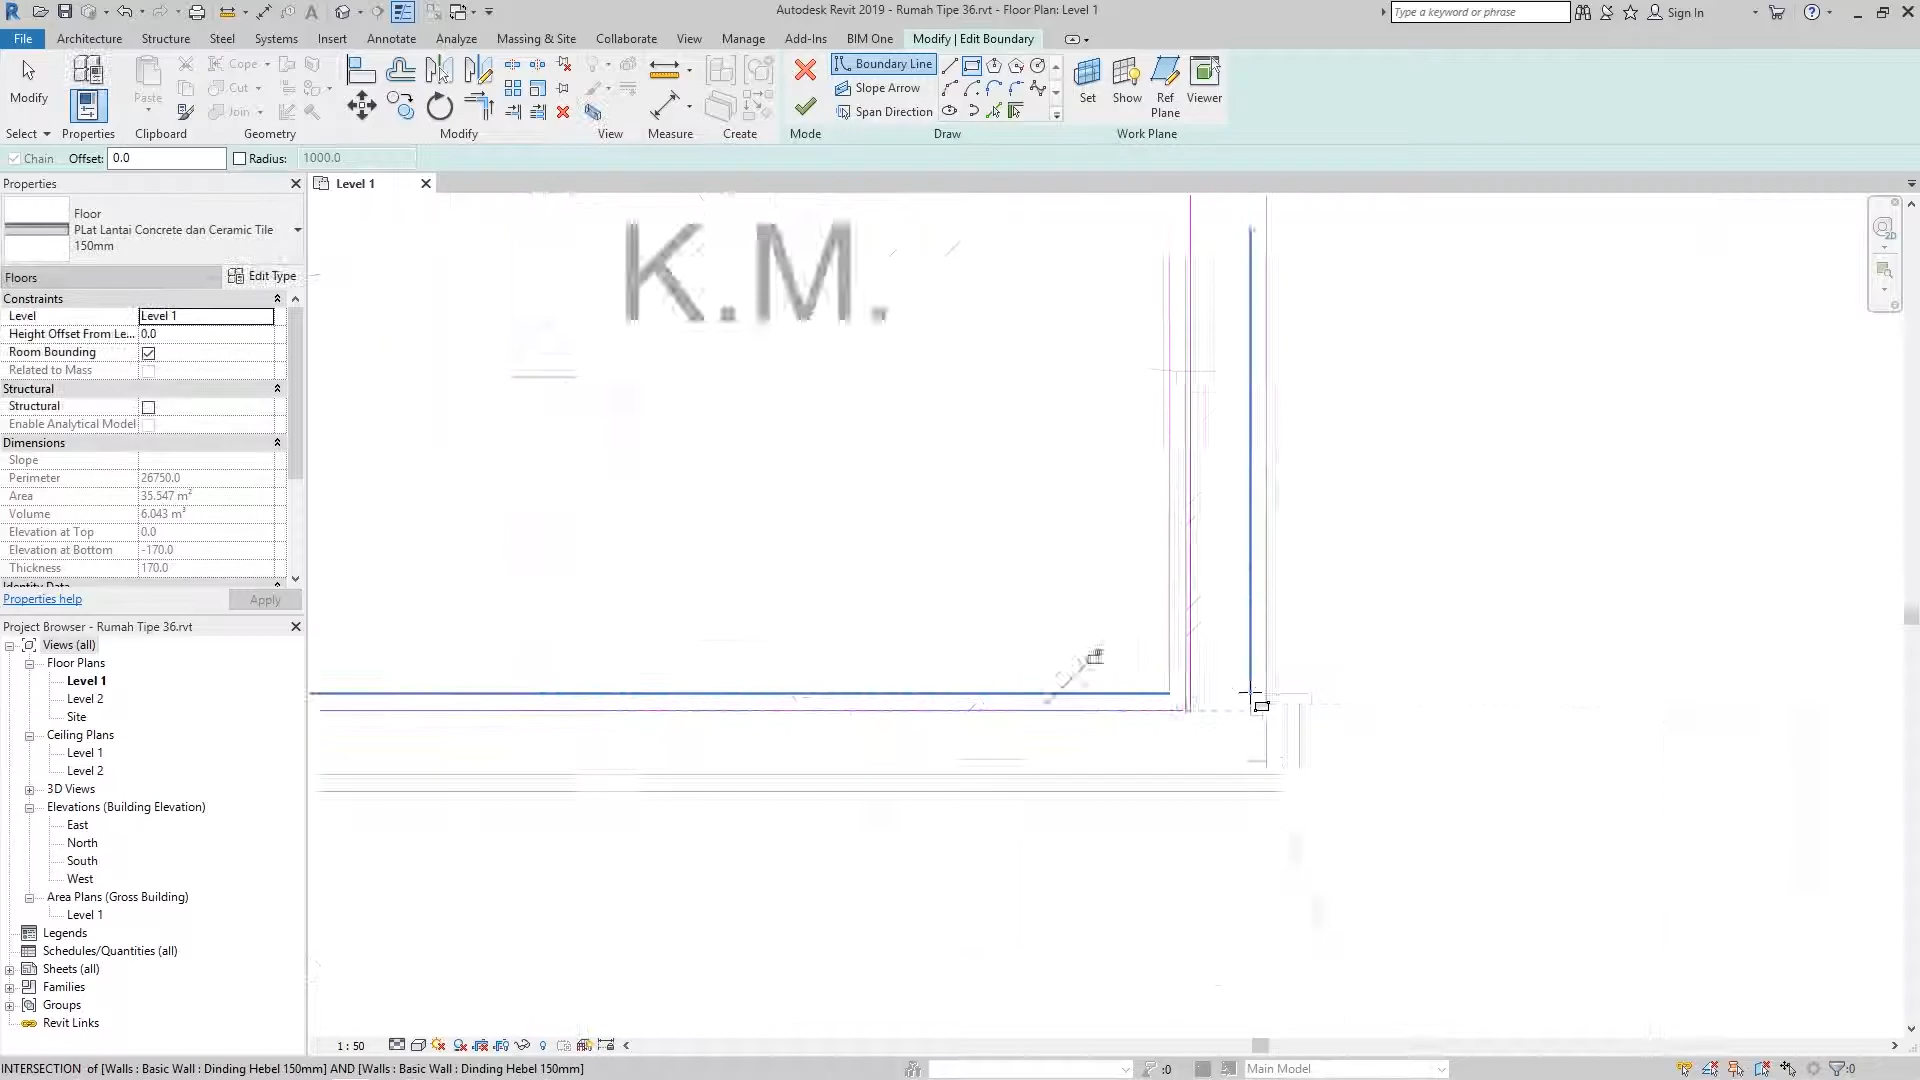 Autodesk Revit 2019 - Rumah Tipe 36.rvt - Floor Plan: Level 1
Type a keyword or phrase
Sign In
File Architecture Structure Steel Systems Insert Annotate Analyze Massing & Site Collaborate View Manage Add-Ins BIM One Modify | Edit Boundary
Modify
Paste
Cope
Cut
Join
Boundary Line
Slope Arrow
Span Direction
Set
Show
Ref
Plane
Viewer
Select Properties Clipboard Geometry Modify View Measure Create Mode Draw Work Plane
Chain Offset: 0.0 Radius: 1000.0
Properties
Level 1
Floor
PLat Lantai Concrete dan Ceramic Tile
150mm
Floors
Edit Type
Constraints
Level Level 1
Height Offset From Le... 0.0
Room Bounding
Related to Mass
Structural
Structural
Enable Analytical Model
Dimensions
Slope
Perimeter 26750.0
Area 35.547 m²
Volume 6.043 m³
Elevation at Top 0.0
Elevation at Bottom -170.0
Thickness 170.0
Identity Data
Properties help
Apply
Project Browser - Rumah Tipe 36.rvt
Views (all)
Floor Plans
Level 1
Level 2
Site
Ceiling Plans
Level 1
Level 2
3D Views
Elevations (Building Elevation)
East
North
South
West
Area Plans (Gross Building)
Level 1
Legends
Schedules/Quantities (all)
Sheets (all)
Families
Groups
Revit Links
K.M.
1 : 50
INTERSECTION of [Walls : Basic Wall : Dinding Hebel 150mm] AND [Walls : Basic Wall : Dinding Hebel 150mm]
:0
Main Model
:0